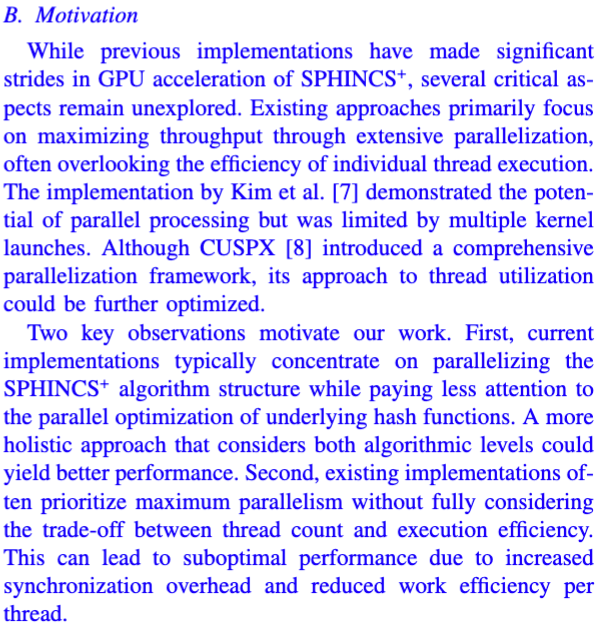 B. Motivation
While previous implementations have made significant
strides in GPU acceleration of SPHINCS⁺, several critical as-
pects remain unexplored. Existing approaches primarily focus
on maximizing throughput through extensive parallelization,
often overlooking the efficiency of individual thread execution.
The implementation by Kim et al. [7] demonstrated the poten-
tial of parallel processing but was limited by multiple kernel
launches. Although CUSPX [8] introduced a comprehensive
parallelization framework, its approach to thread utilization
could be further optimized.
Two key observations motivate our work. First, current
implementations typically concentrate on parallelizing the
SPHINCS⁺ algorithm structure while paying less attention to
the parallel optimization of underlying hash functions. A more
holistic approach that considers both algorithmic levels could
yield better performance. Second, existing implementations of-
ten prioritize maximum parallelism without fully considering
the trade-off between thread count and execution efficiency.
This can lead to suboptimal performance due to increased
synchronization overhead and reduced work efficiency per
thread.